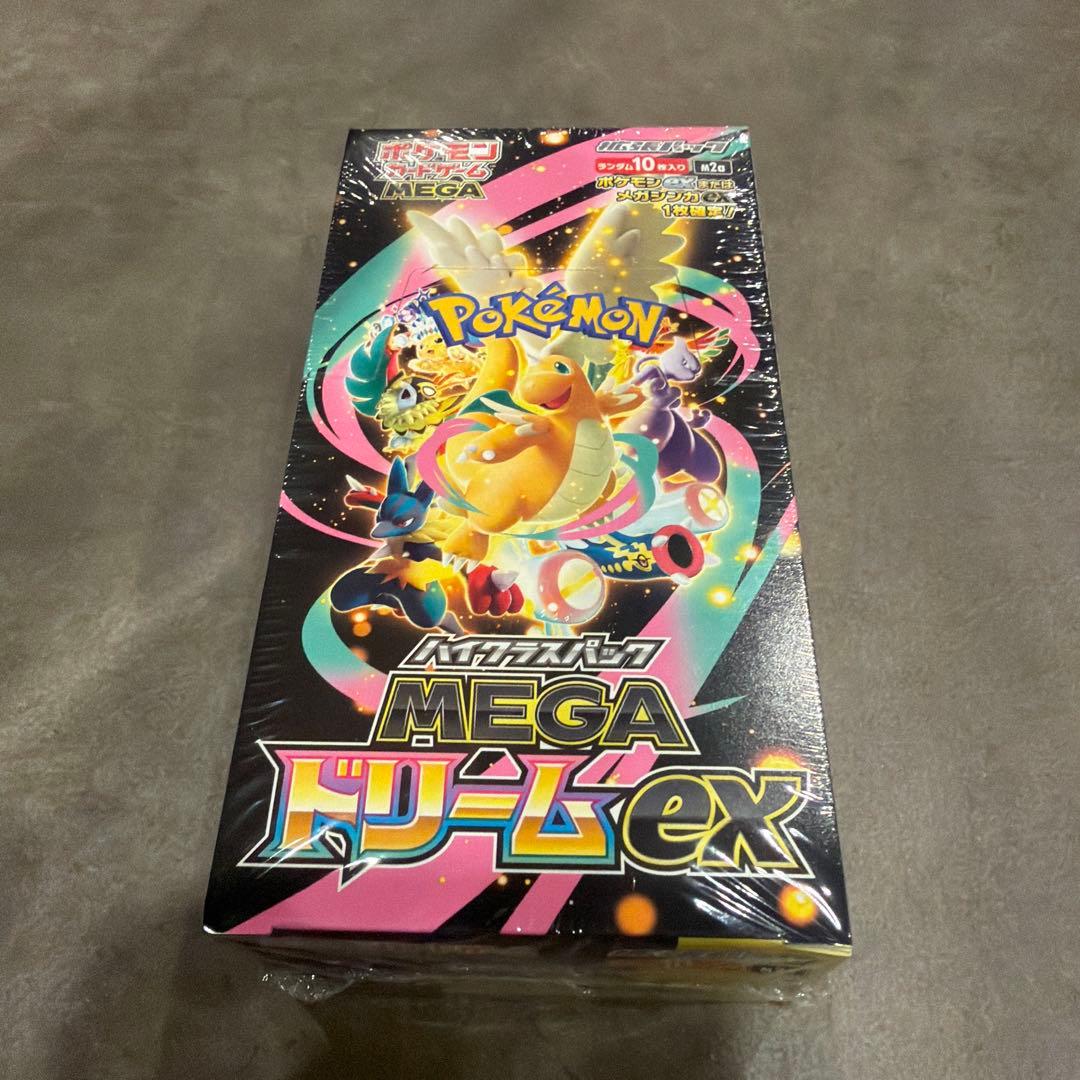 ポケモン
カードゲーム
MEGA
拡張パック
ランダム10枚入り
M2a
ポケモンexまたは
メガシンカex
1枚確定!
POKéMON
ハイクラスパック
MEGA
ドリームex